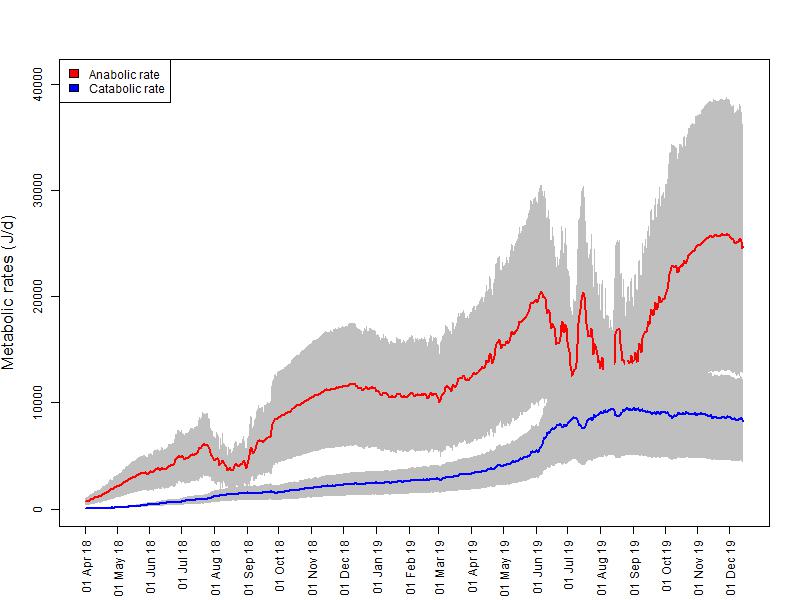 Anabolic rate
Catabolic rate
Metabolic rates (J/d)
40000
30000
20000
10000
0
01 Apr 18
01 May 18
01 Jun 18
01 Jul 18
01 Aug 18
01 Sep 18
01 Oct 18
01 Nov 18
01 Dec 18
01 Jan 19
01 Feb 19
01 Mar 19
01 Apr 19
01 May 19
01 Jun 19
01 Jul 19
01 Aug 19
01 Sep 19
01 Oct 19
01 Nov 19
01 Dec 19